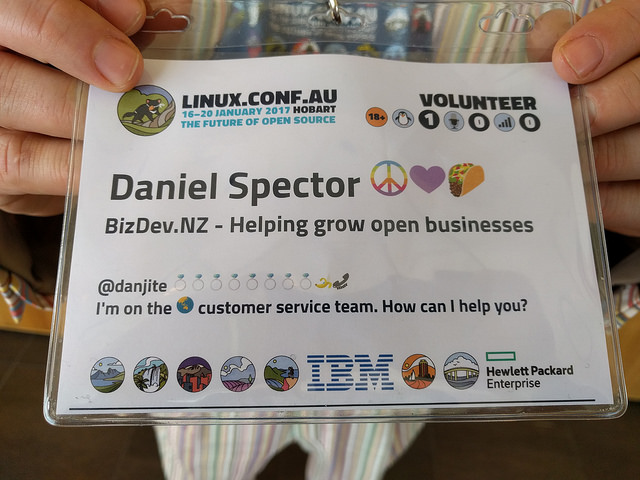 LINUX.CONF.AU
16–20 JANUARY 2017 HOBART
THE FUTURE OF OPEN SOURCE
VOLUNTEER
18+ 1 0 0
Daniel Spector
BizDev.NZ - Helping grow open businesses
@danjite
I'm on the customer service team. How can I help you?
IBM
Hewlett Packard
Enterprise